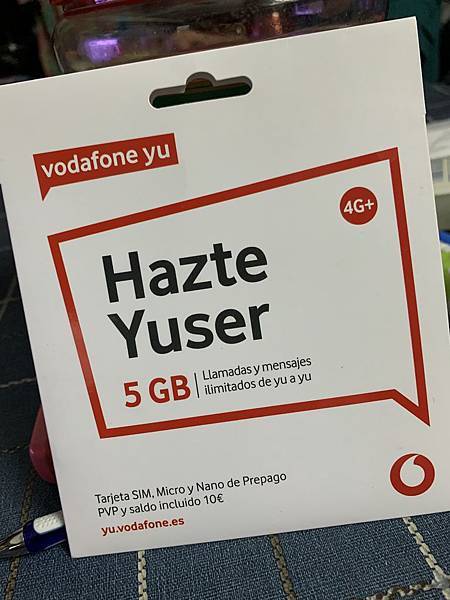 vodafone yu
4G+
Hazte
Yuser
5 GB
Llamadas y mensajes
ilimitados de yu a yu
Tarjeta SIM, Micro y Nano de Prepago
PVP y saldo incluido 10€
yu.vodafone.es